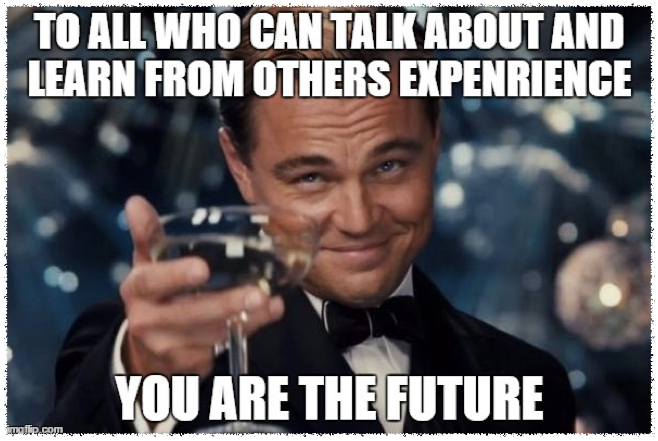 TO ALL WHO CAN TALK ABOUT AND
LEARN FROM OTHERS EXPENRIENCE
YOU ARE THE FUTURE
imgflip.com